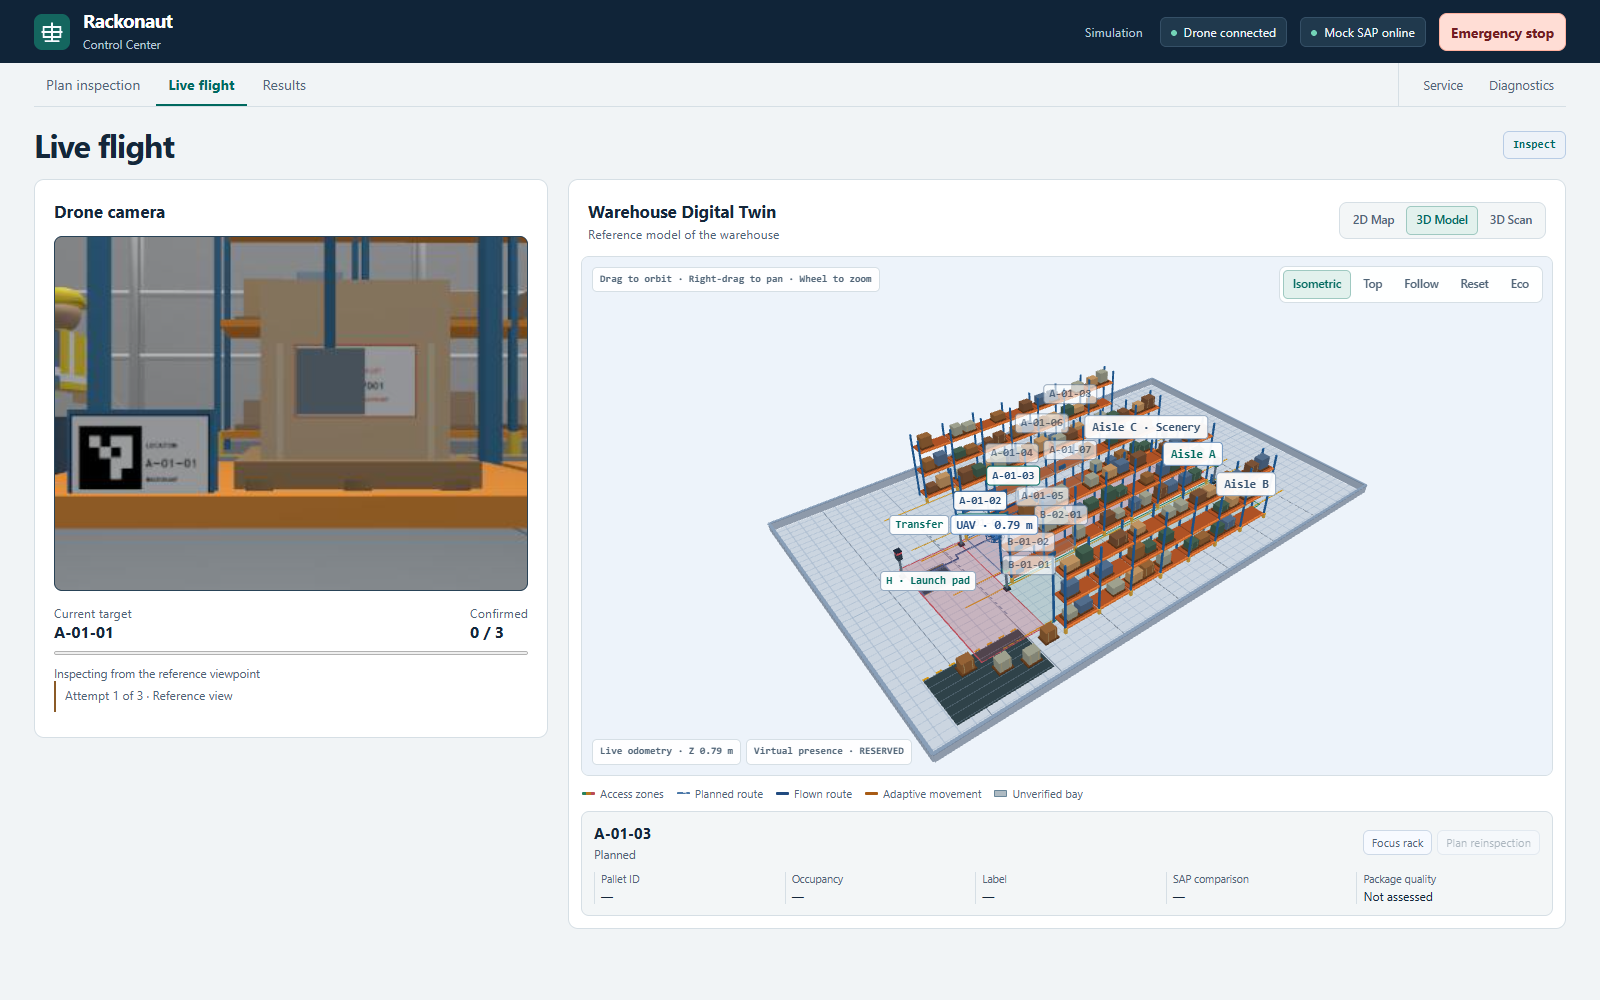 Rackonaut
Control Center
Simulation
Drone connected
Mock SAP online
Emergency stop
Plan inspection
Live flight
Results
Service
Diagnostics
Live flight
Inspect
Drone camera
LOCATION
A-01-01
Current target
A-01-01
Confirmed
0 / 3
Inspecting from the reference viewpoint
Attempt 1 of 3 · Reference view
Warehouse Digital Twin
Reference model of the warehouse
2D Map
3D Model
3D Scan
Drag to orbit · Right-drag to pan · Wheel to zoom
Isometric
Top
Follow
Reset
Eco
A-01-08
A-01-06
Aisle C · Scenery
A-01-04
A-01-07
Aisle A
A-01-03
Aisle B
A-01-02
A-01-05
B-02-01
Transfer
UAV · 0.79 m
B-01-02
B-01-01
H · Launch pad
Live odometry · Z 0.79 m
Virtual presence · RESERVED
Access zones
Planned route
Flown route
Adaptive movement
Unverified bay
A-01-03
Planned
Focus rack
Plan reinspection
Pallet ID
—
Occupancy
—
Label
—
SAP comparison
—
Package quality
Not assessed